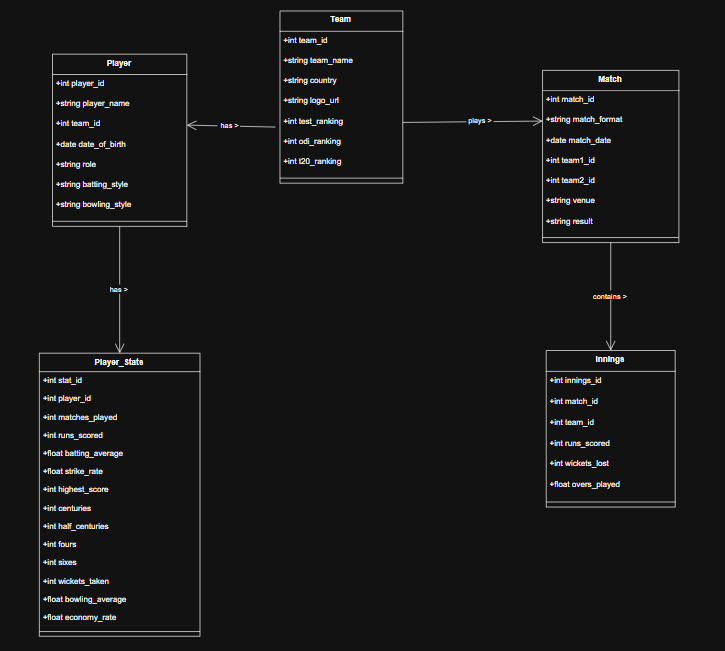 Team
+int team_id
+string team_name
+string country
+string logo_url
+int test_ranking
+int odi_ranking
+int t20_ranking
Player
+int player_id
+string player_name
+int team_id
+date date_of_birth
+string role
+string batting_style
+string bowling_style
has >
plays >
Match
+int match_id
+string match_format
+date match_date
+int team1_id
+int team2_id
+string venue
+string result
has >
contains >
Player_Stats
+int stat_id
+int player_id
+int matches_played
+int runs_scored
+float batting_average
+float strike_rate
+int highest_score
+int centuries
+int half_centuries
+int fours
+int sixes
+int wickets_taken
+float bowling_average
+float economy_rate
Innings
+int innings_id
+int match_id
+int team_id
+int runs_scored
+int wickets_lost
+float overs_played